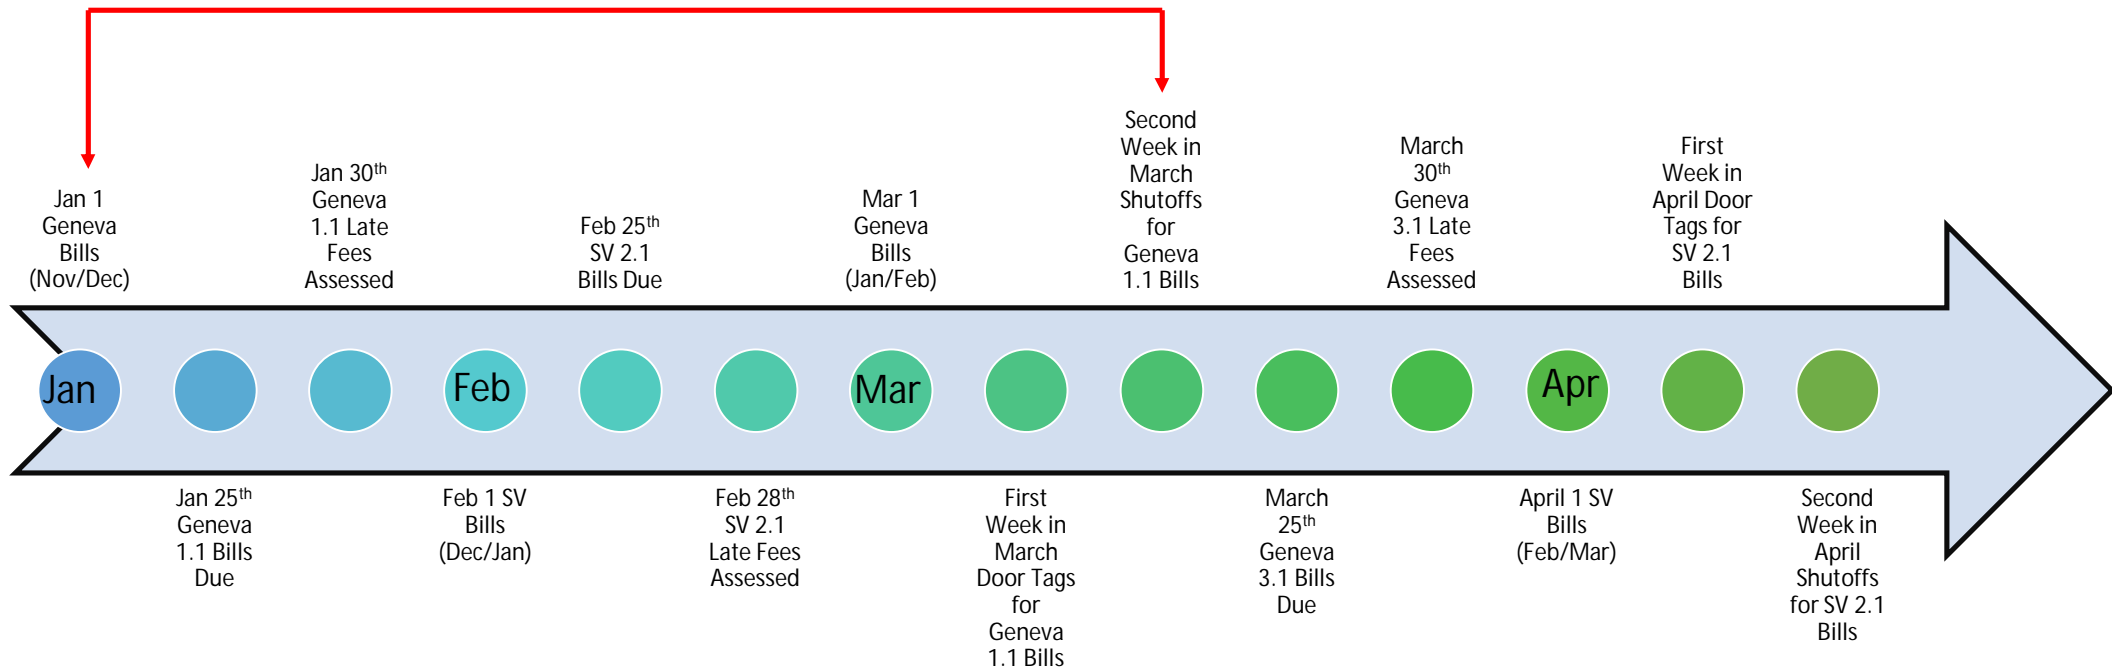 Jan 1
Geneva
Bills
(Nov/Dec)
Jan 30th
Geneva
1.1 Late
Fees
Assessed
Feb 25th
SV 2.1
Bills Due
Mar 1
Geneva
Bills
(Jan/Feb)
Second
Week in
March
Shutoffs
for
Geneva
1.1 Bills
March
30th
Geneva
3.1 Late
Fees
Assessed
First
Week in
April Door
Tags for
SV 2.1
Bills
Jan
Feb
Mar
Apr
Jan 25th
Geneva
1.1 Bills
Due
Feb 1 SV
Bills
(Dec/Jan)
Feb 28th
SV 2.1
Late Fees
Assessed
First
Week in
March
Door Tags
for
Geneva
1.1 Bills
March
25th
Geneva
3.1 Bills
Due
April 1 SV
Bills
(Feb/Mar)
Second
Week in
April
Shutoffs
for SV 2.1
Bills